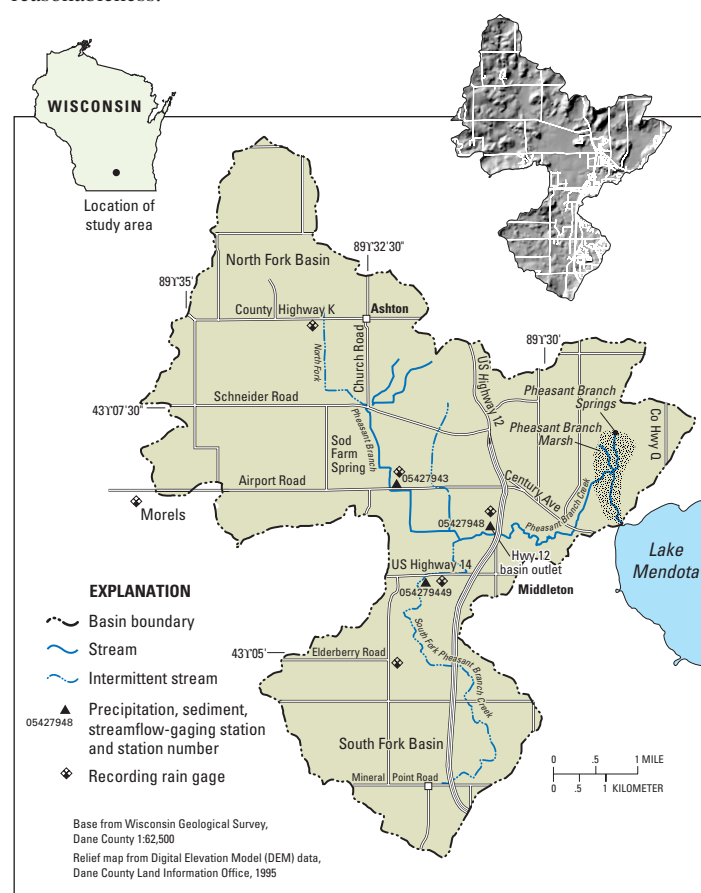 reasonableness.
WISCONSIN
Location of
study area
North Fork Basin
89°32'30"
89°35'
County Highway K
Ashton
North Fork
Church Road
US Highway 12
89°30'
Pheasant Branch
Springs
Pheasant Branch
Marsh
Co Hwy Q
Schneider Road
43°07'30"
Pheasant Branch
Sod
Farm
Spring
Airport Road
05427943
Century Ave
Morels
05427948
Pheasant Branch Creek
Hwy 12
basin outlet
US Highway 14
Middleton
Lake
Mendota
054279449
EXPLANATION
Basin boundary
Stream
Intermittent stream
Precipitation, sediment,
streamflow-gaging station
and station number
05427948
Recording rain gage
43°05'
Elderberry Road
South Fork Pheasant Branch Creek
South Fork Basin
Mineral Point Road
0 .5 1 MILE
0 .5 1 KILOMETER
Base from Wisconsin Geological Survey,
Dane County 1:62,500
Relief map from Digital Elevation Model (DEM) data,
Dane County Land Information Office, 1995